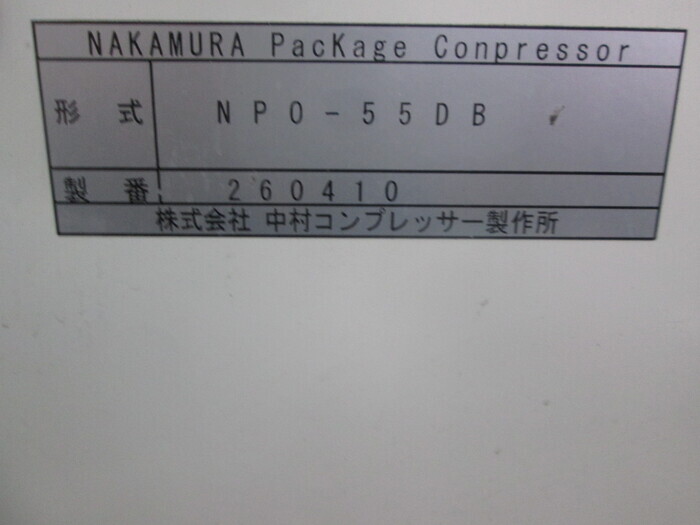 NAKAMURA PacKage Conpressor
形式 NPO-55DB
製番 260410
株式会社 中村コンプレッサー製作所